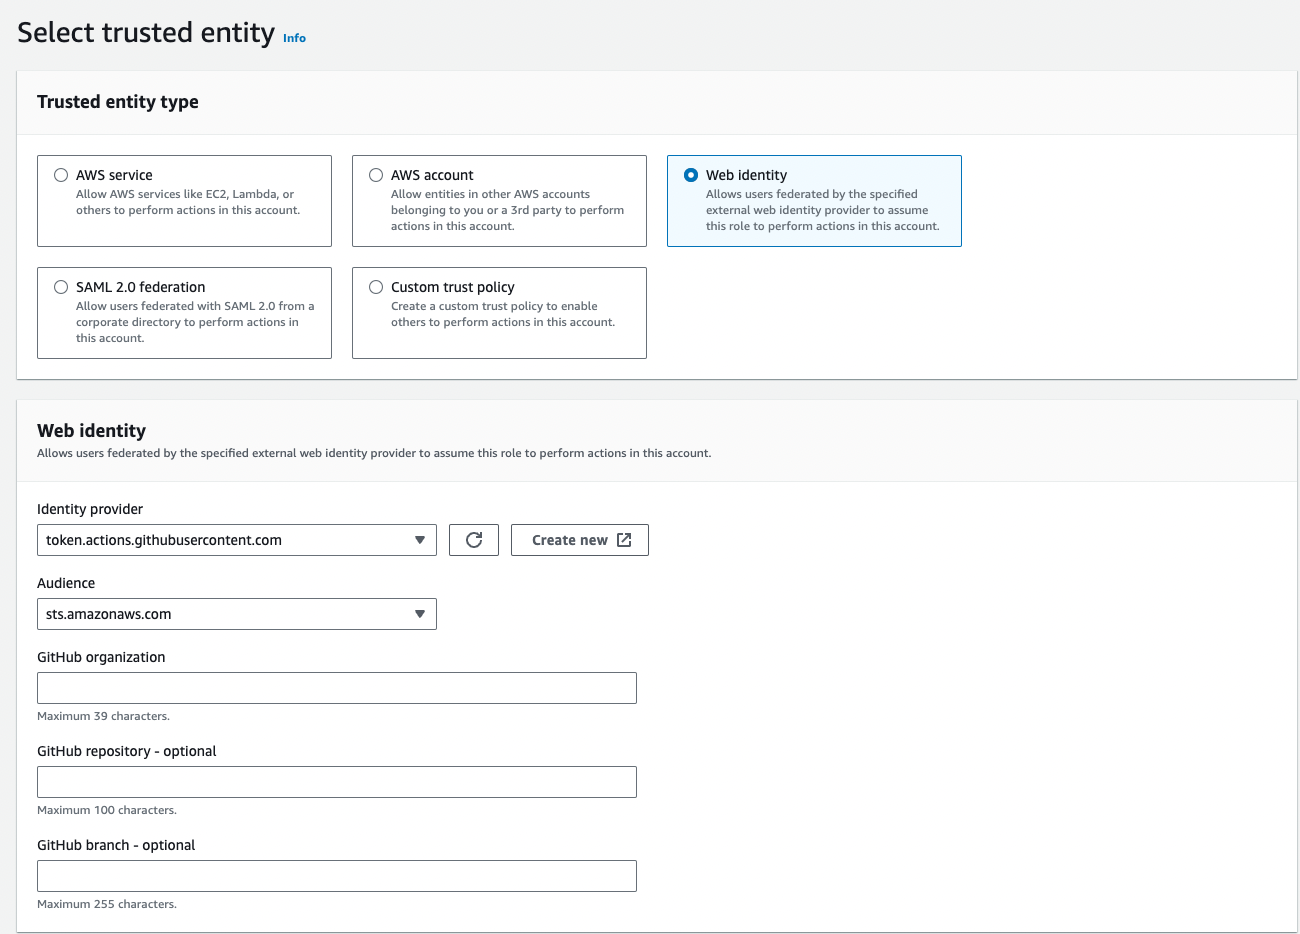 Select trusted entity Info
Trusted entity type
AWS service
Allow AWS services like EC2, Lambda, or
others to perform actions in this account.
AWS account
Allow entities in other AWS accounts
belonging to you or a 3rd party to perform
actions in this account.
Web identity
Allows users federated by the specified
external web identity provider to assume
this role to perform actions in this account.
SAML 2.0 federation
Allow users federated with SAML 2.0 from a
corporate directory to perform actions in
this account.
Custom trust policy
Create a custom trust policy to enable
others to perform actions in this account.
Web identity
Allows users federated by the specified external web identity provider to assume this role to perform actions in this account.
Identity provider
token.actions.githubusercontent.com
Create new
Audience
sts.amazonaws.com
GitHub organization
Maximum 39 characters.
GitHub repository - optional
Maximum 100 characters.
GitHub branch - optional
Maximum 255 characters.